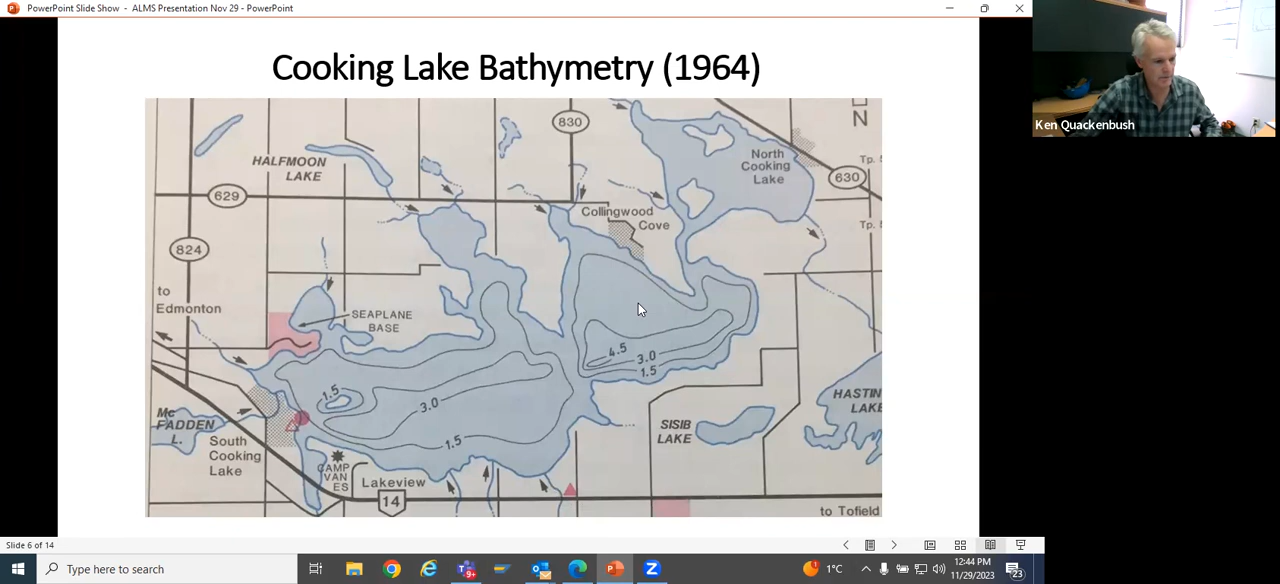 PowerPoint Slide Show - ALMS Presentation Nov 29 - PowerPoint
Ken Quackenbush
Cooking Lake Bathymetry (1964)
830
N
HALFMOON
LAKE
North
Cooking
Lake
Tp.
630
629
Collingwood
Cove
Tp.
824
to
Edmonton
SEAPLANE
BASE
4.5
3.0
1.5
1.5
3.0
HASTIN
LAKE
Mc
FADDEN
L.
SISIB
LAKE
South
Cooking
Lake
1.5
CAMP
VAN
ES
Lakeview
14
to Tofield
Slide 6 of 14
Type here to search
1°C
12:44 PM
11/29/2023
23